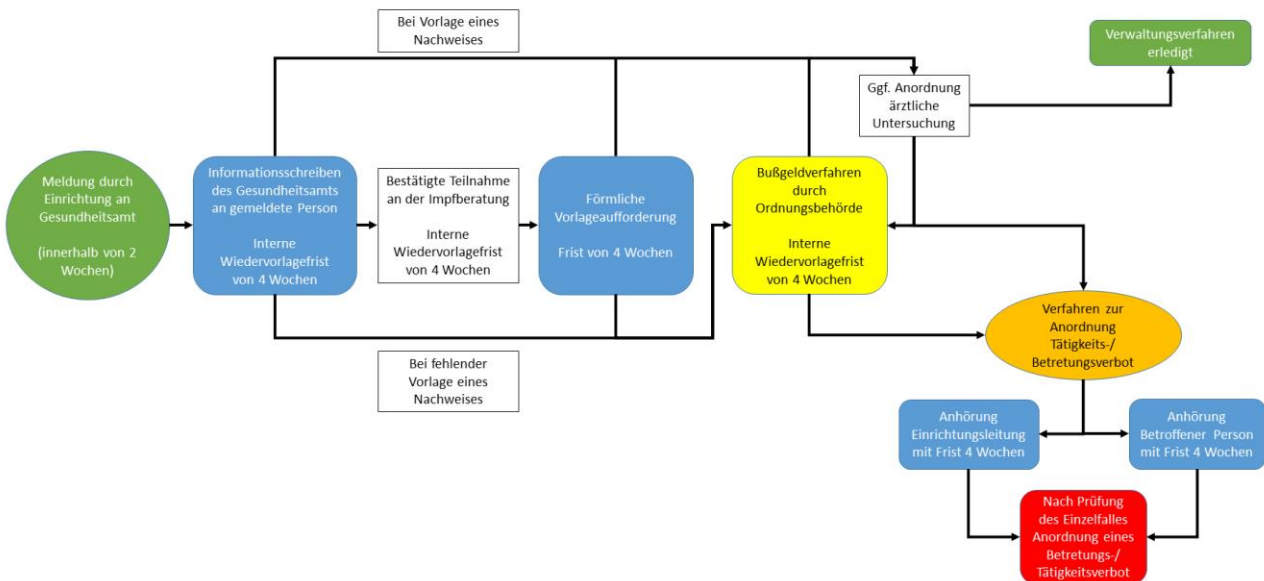 Bei Vorlage eines
Nachweises
Verwaltungsverfahren
erledigt
Ggf. Anordnung
ärztliche
Untersuchung
Meldung durch
Einrichtung an
Gesundheitsamt
(innerhalb von 2
Wochen)
Informationsschreiben
des Gesundheitsamts
an gemeldete Person
Interne
Wiedervorlagefrist
von 4 Wochen
Bestätigte Teilnahme
an der Impfberatung
Interne
Wiedervorlagefrist
von 4 Wochen
Förmliche
Vorlageaufforderung
Frist von 4 Wochen
Bußgeldverfahren
durch
Ordnungsbehörde
Interne
Wiedervorlagefrist
von 4 Wochen
Verfahren zur
Anordnung
Tätigkeits-/
Betretungsverbot
Bei fehlender
Vorlage eines
Nachweises
Anhörung
Einrichtungsleitung
mit Frist 4 Wochen
Anhörung
Betroffener Person
mit Frist 4 Wochen
Nach Prüfung
des Einzelfalles
Anordnung eines
Betretungs-/
Tätigkeitsverbot